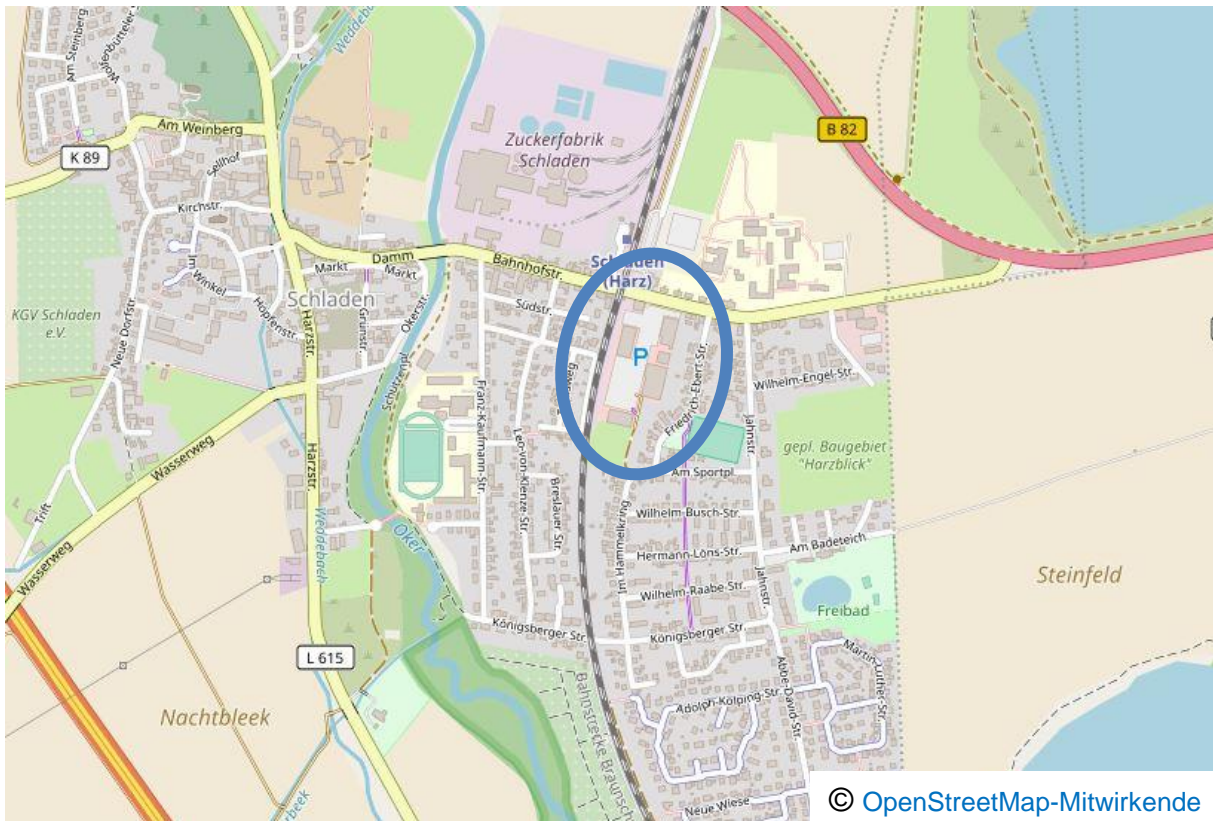 Am Steinberg
Wolfenbütteler
Weddebach
Am Weinberg
K 89
Sellhof
Kirchstr.
Im
Winkel
Hopfenstr.
Neue Dorfstr.
KGV Schladen
e.V.
Schladen
Markt
Markt
Damm
Harzstr.
Grünstr.
Okerstr.
Schützenpl.
Zuckerfabrik
Schladen
B 82
Bahnhofstr.
Schladen
(Harz)
Südstr.
P
Friedrich-Ebert-Str.
Wilhelm-Engel-Str.
Jahnstr.
gepl. Baugebiet
"Harzblick"
Am Sportpl.
Franz-Kaufmann-Str.
Leo-von-Klenze-Str.
Breslauer Str.
Wasserweg
Harzstr.
Trift
Wasserweg
Weddebach
Oker
Im Hemmelkring
Wilhelm-Busch-Str.
Hermann-Löns-Str.
Am Badeteich
Jahnstr.
Wilhelm-Raabe-Str.
Freibad
Steinfeld
Königsberger Str.
Königsberger Str.
L 615
Nachtbleek
Martin-Luther-Str.
Abbe-David-Str.
Adolph-Kolping-Str.
Bahnstrecke Braunsch
Neue Wiese
© OpenStreetMap-Mitwirkende